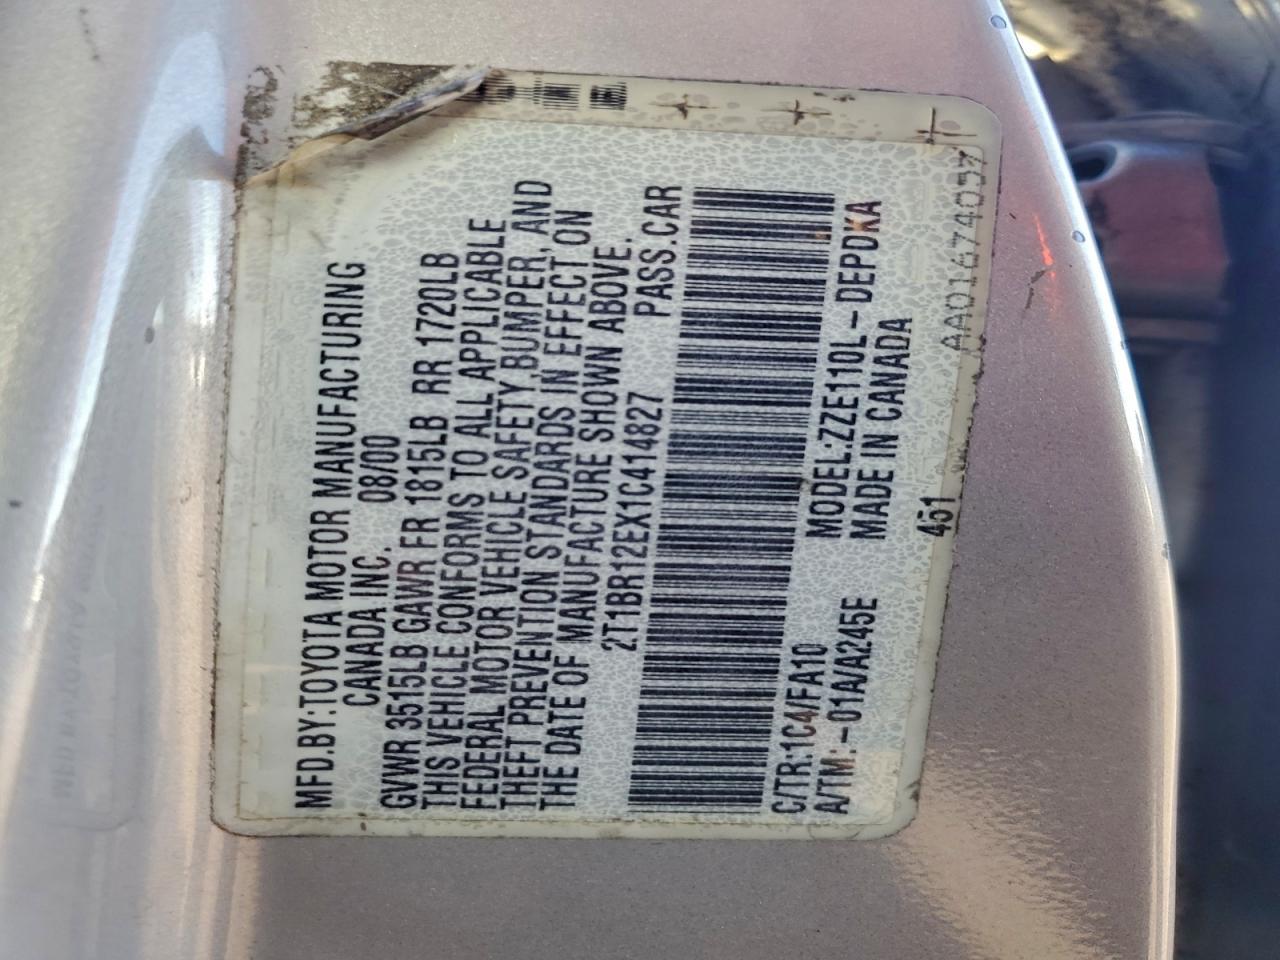 MFD.BY:TOYOTA MOTOR MANUFACTURING
CANADA INC. 08/00
GVWR 3515LB GAWR FR 1815LB RR 1720LB
THIS VEHICLE CONFORMS TO ALL APPLICABLE
FEDERAL MOTOR VEHICLE SAFETY, BUMPER, AND
THEFT PREVENTION STANDARDS IN EFFECT ON
THE DATE OF MANUFACTURE SHOWN ABOVE.
2T1BR12EX1C414827 PASS.CAR
C/TR:1C4/FA10 MODEL:ZZE110L-DEPDKA
A/TM:-01A/A245E MADE IN CANADA
451
AA01674057